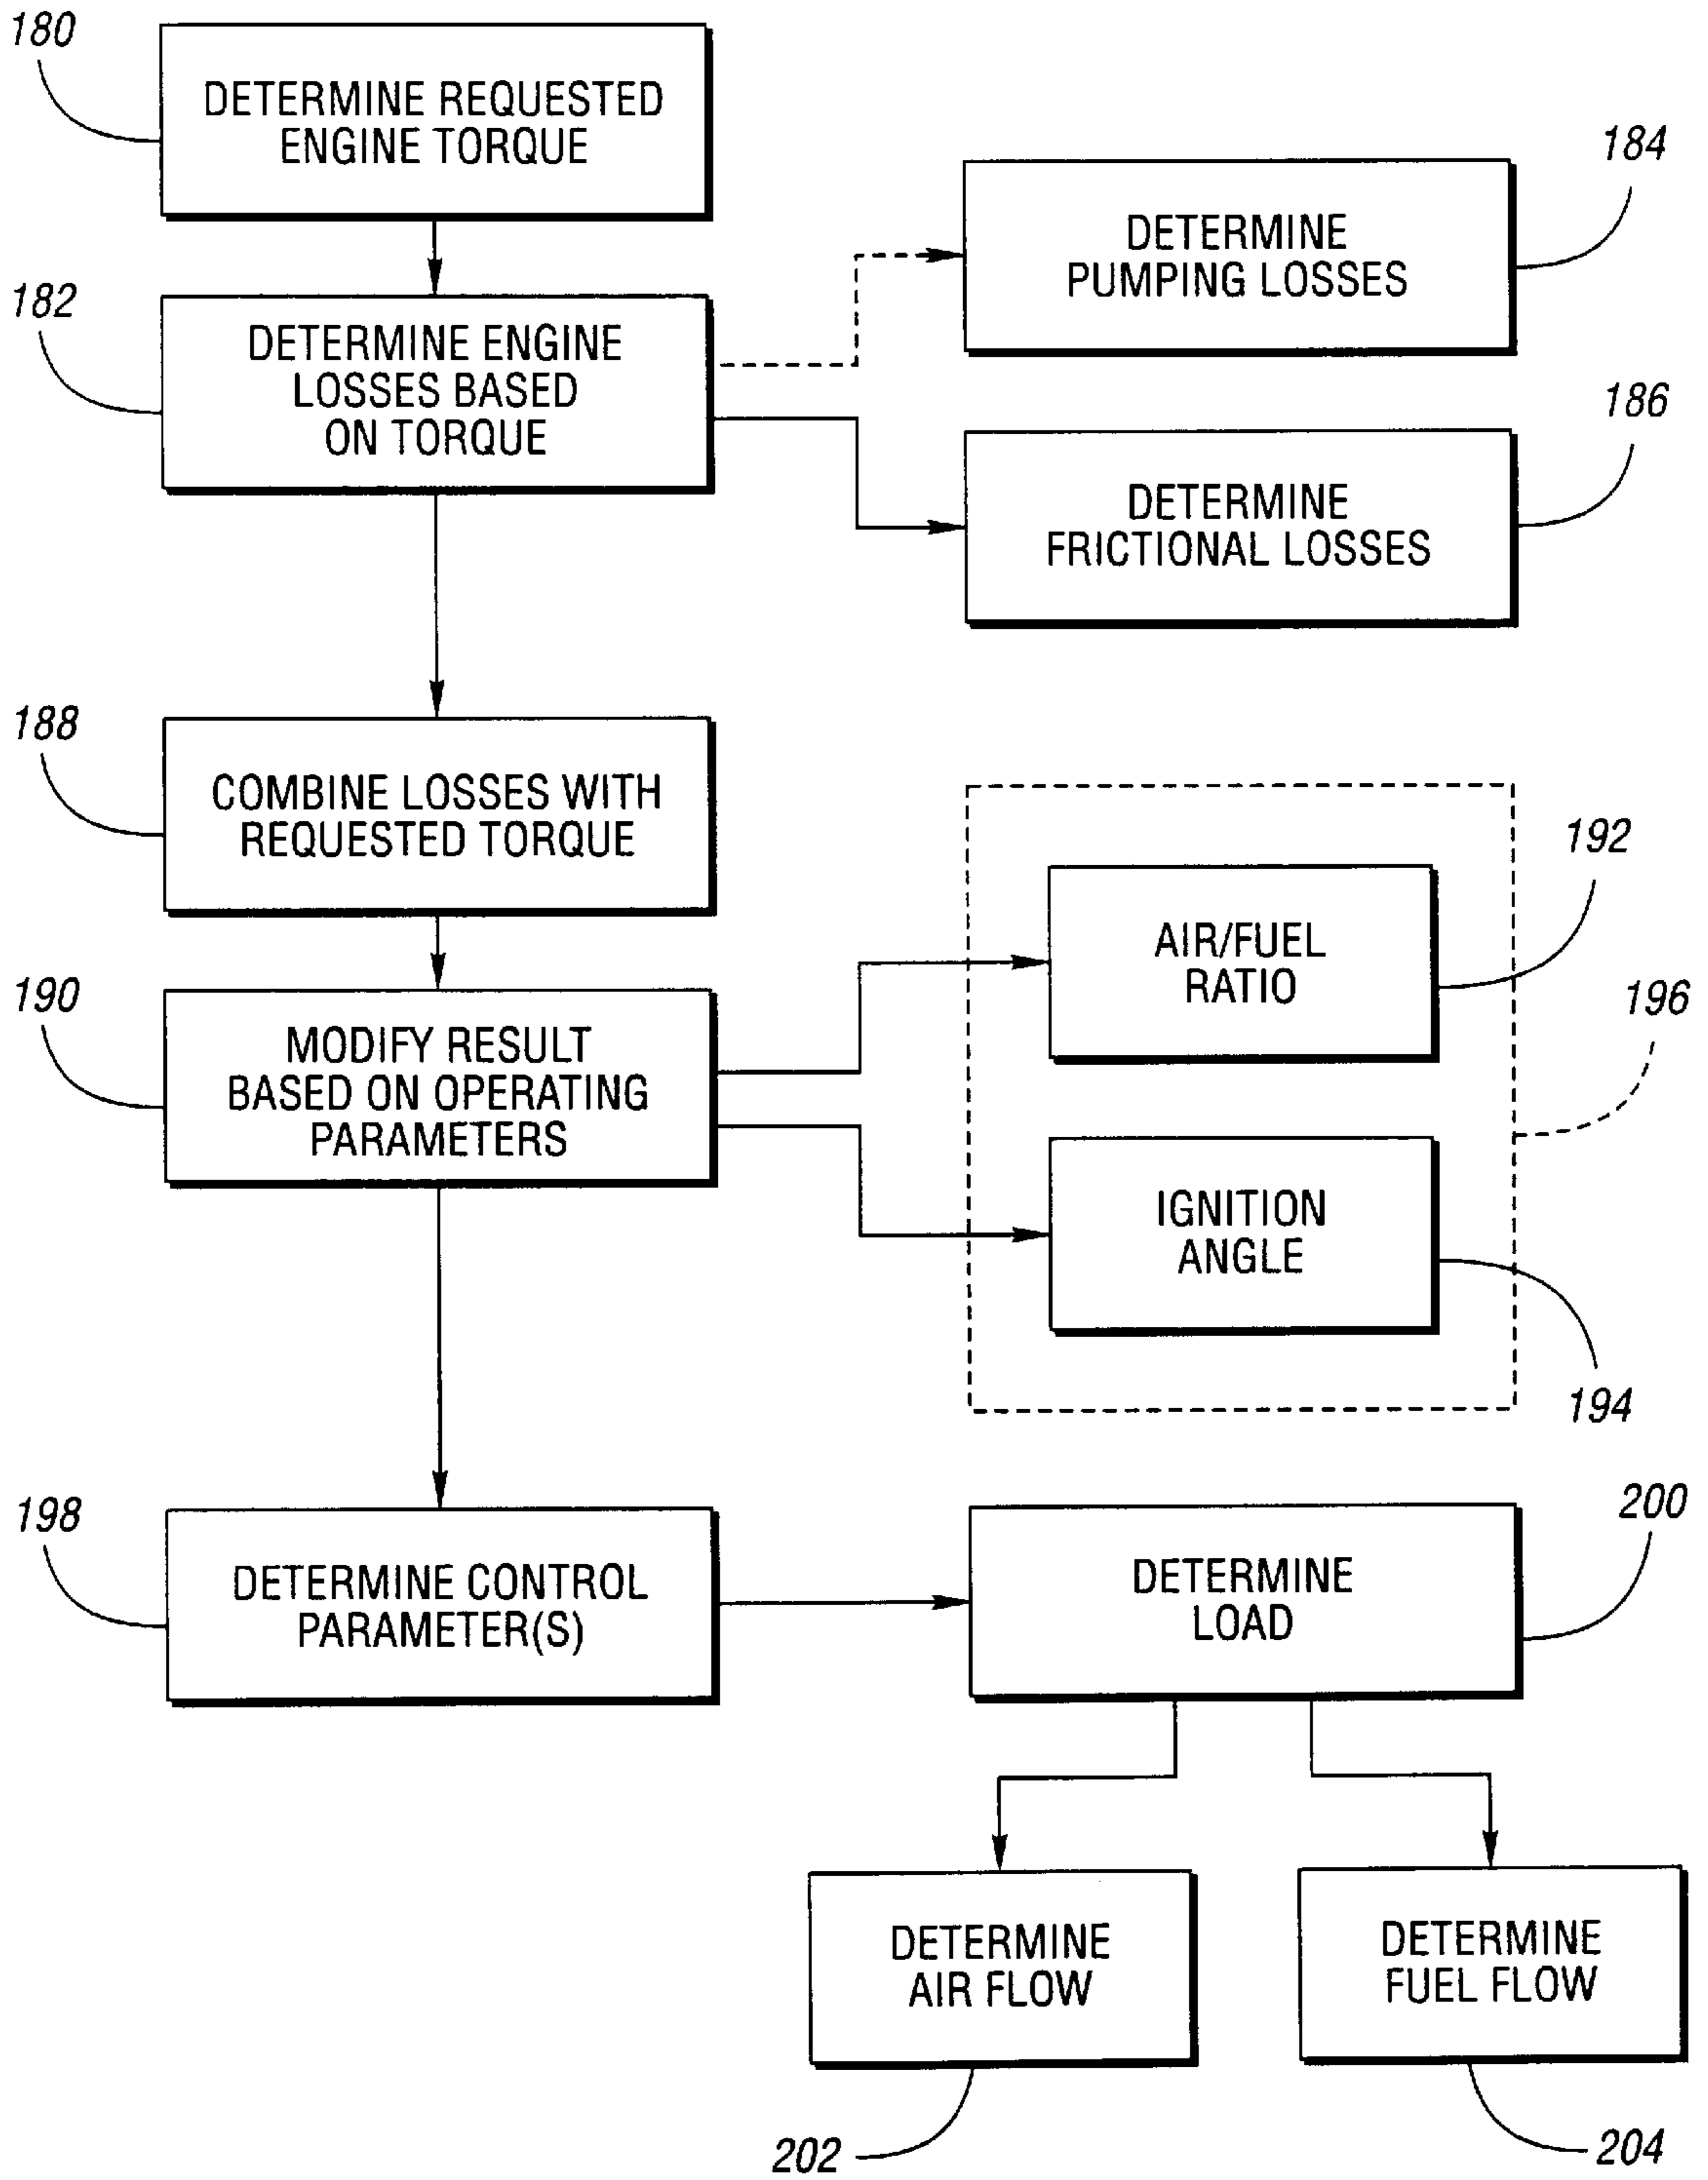 180
DETERMINE REQUESTED
ENGINE TORQUE
184
DETERMINE
PUMPING LOSSES
182
DETERMINE ENGINE
LOSSES BASED
ON TORQUE
186
DETERMINE
FRICTIONAL LOSSES
188
COMBINE LOSSES WITH
REQUESTED TORQUE
192
AIR/FUEL
RATIO
190
MODIFY RESULT
BASED ON OPERATING
PARAMETERS
196
IGNITION
ANGLE
194
198
DETERMINE CONTROL
PARAMETER(S)
200
DETERMINE
LOAD
DETERMINE
AIR FLOW
DETERMINE
FUEL FLOW
202
204